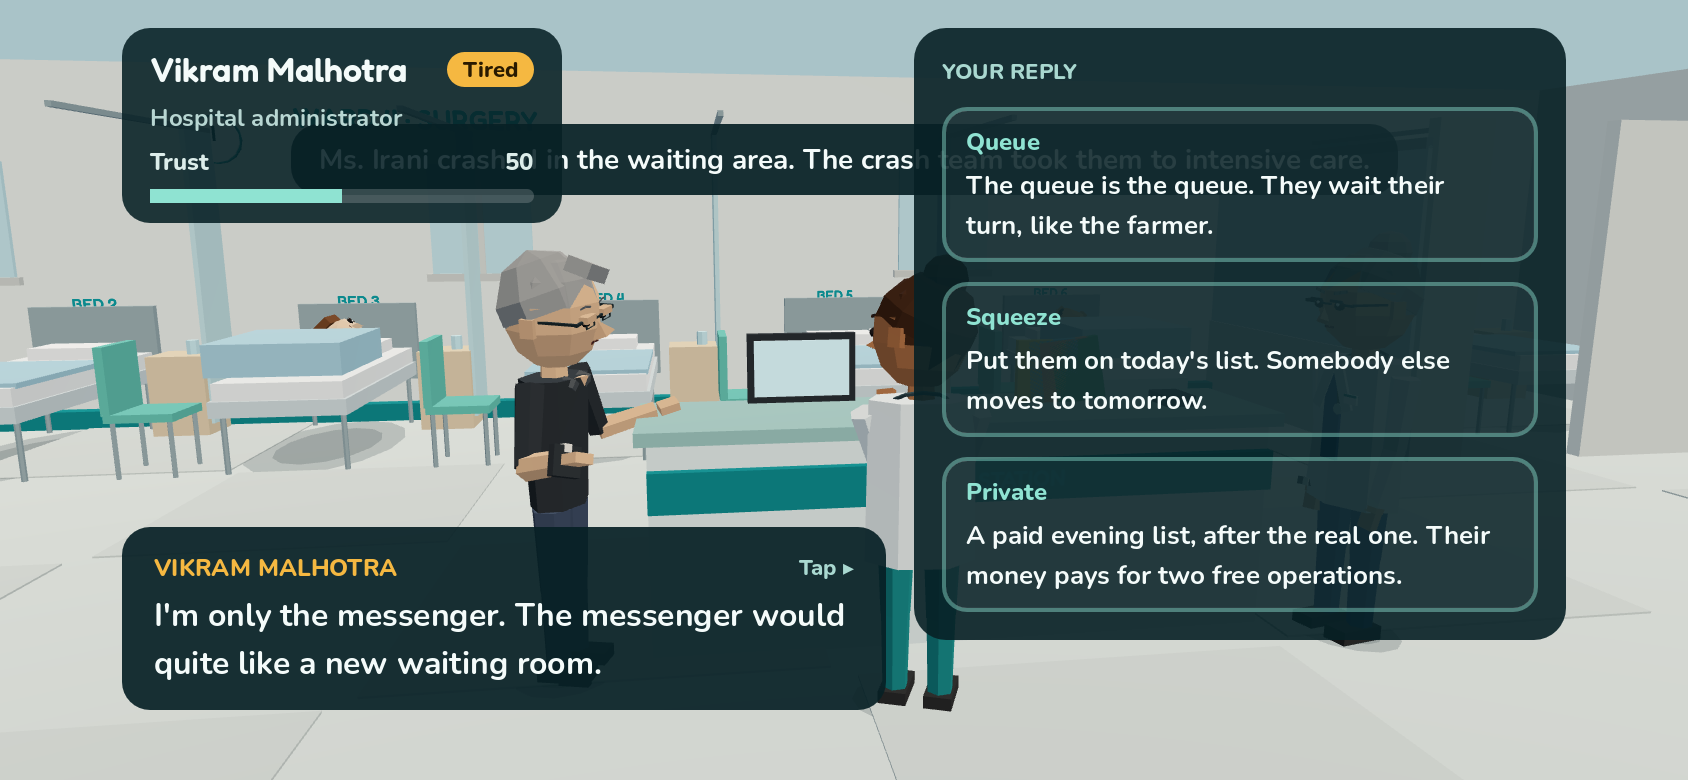 Vikram Malhotra
Tired
Hospital administrator
SURGERY
Trust
50
Ms. Irani crashed in the waiting area. The crash team took them to intensive care.
BED 2
BED 3
BED 5
VIKRAM MALHOTRA
Tap ▸
I'm only the messenger. The messenger would
quite like a new waiting room.
YOUR REPLY
Queue
The queue is the queue. They wait their
turn, like the farmer.
Squeeze
Put them on today's list. Somebody else
moves to tomorrow.
Private
A paid evening list, after the real one. Their
money pays for two free operations.